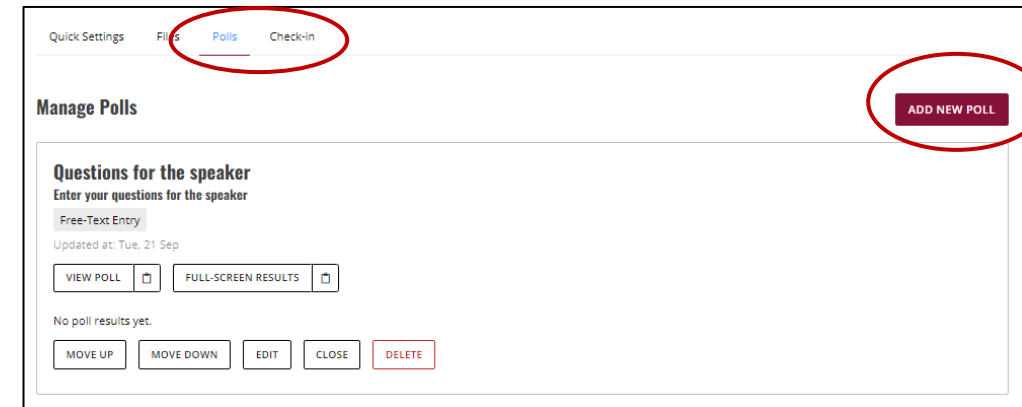 Quick Settings Files Polls Check-in
Manage Polls ADD NEW POLL
Questions for the speaker
Enter your questions for the speaker
Free-Text Entry
Updated at: Tue, 21 Sep
VIEW POLL FULL-SCREEN RESULTS
No poll results yet.
MOVE UP MOVE DOWN EDIT CLOSE DELETE